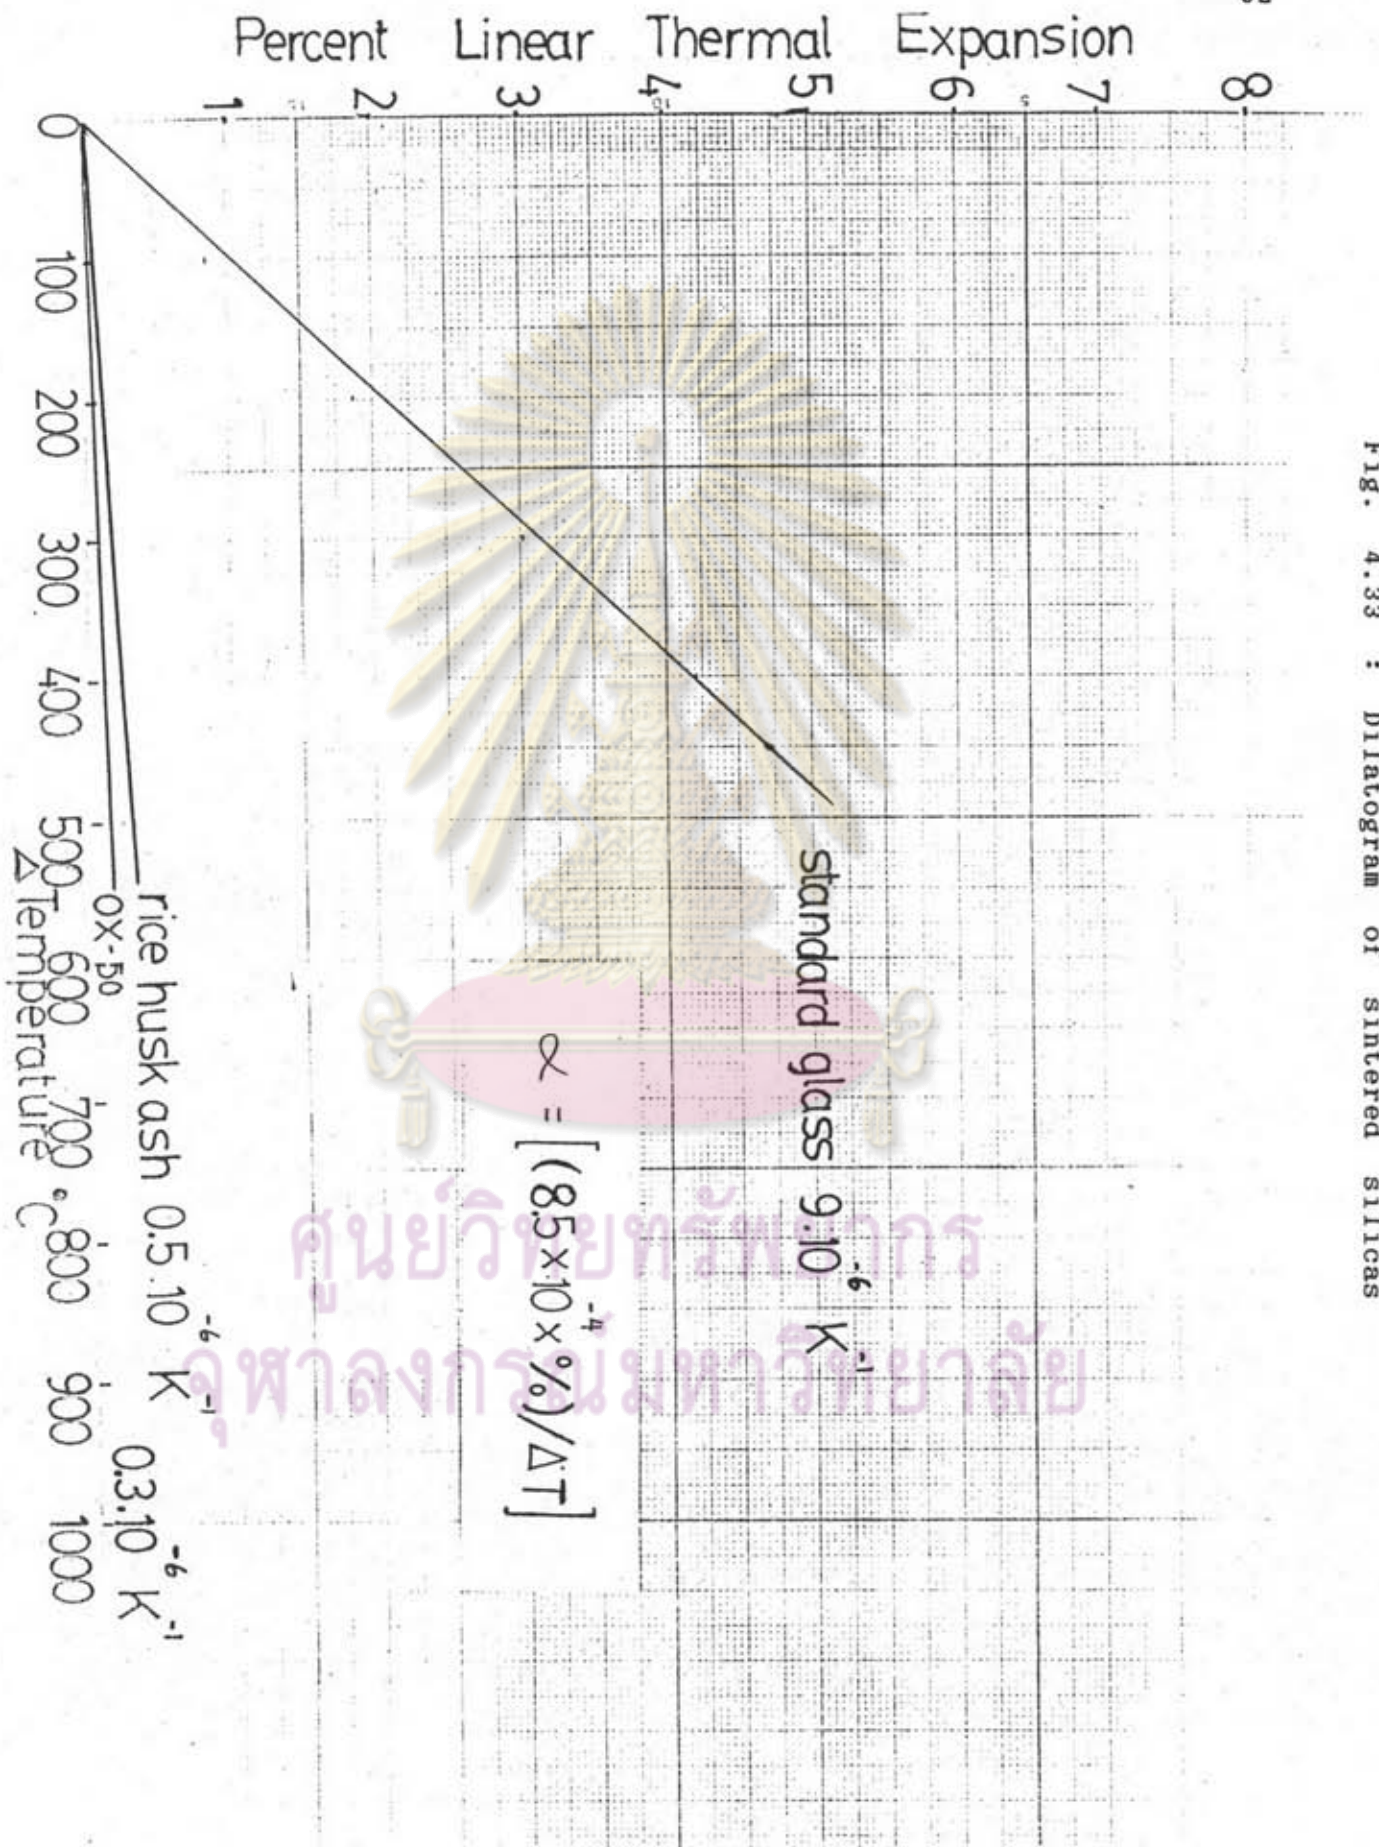 Fig. 4.33 : Dilatogram of sintered silicas
Percent Linear Thermal Expansion
8
7
6
5
4
3
2
1
0 100 200 300 400 500 600 700 800 900 1000
ΔTemperature °C
standard glass 9.10⁻⁶ K⁻¹
α = [(8.5×10⁻⁴×%)/ΔT]
rice husk ash 0.5.10⁻⁶ K⁻¹
OX-50 0.3.10⁻⁶ K⁻¹
ศูนย์วิทยทรัพยากร
จุฬาลงกรณ์มหาวิทยาลัย